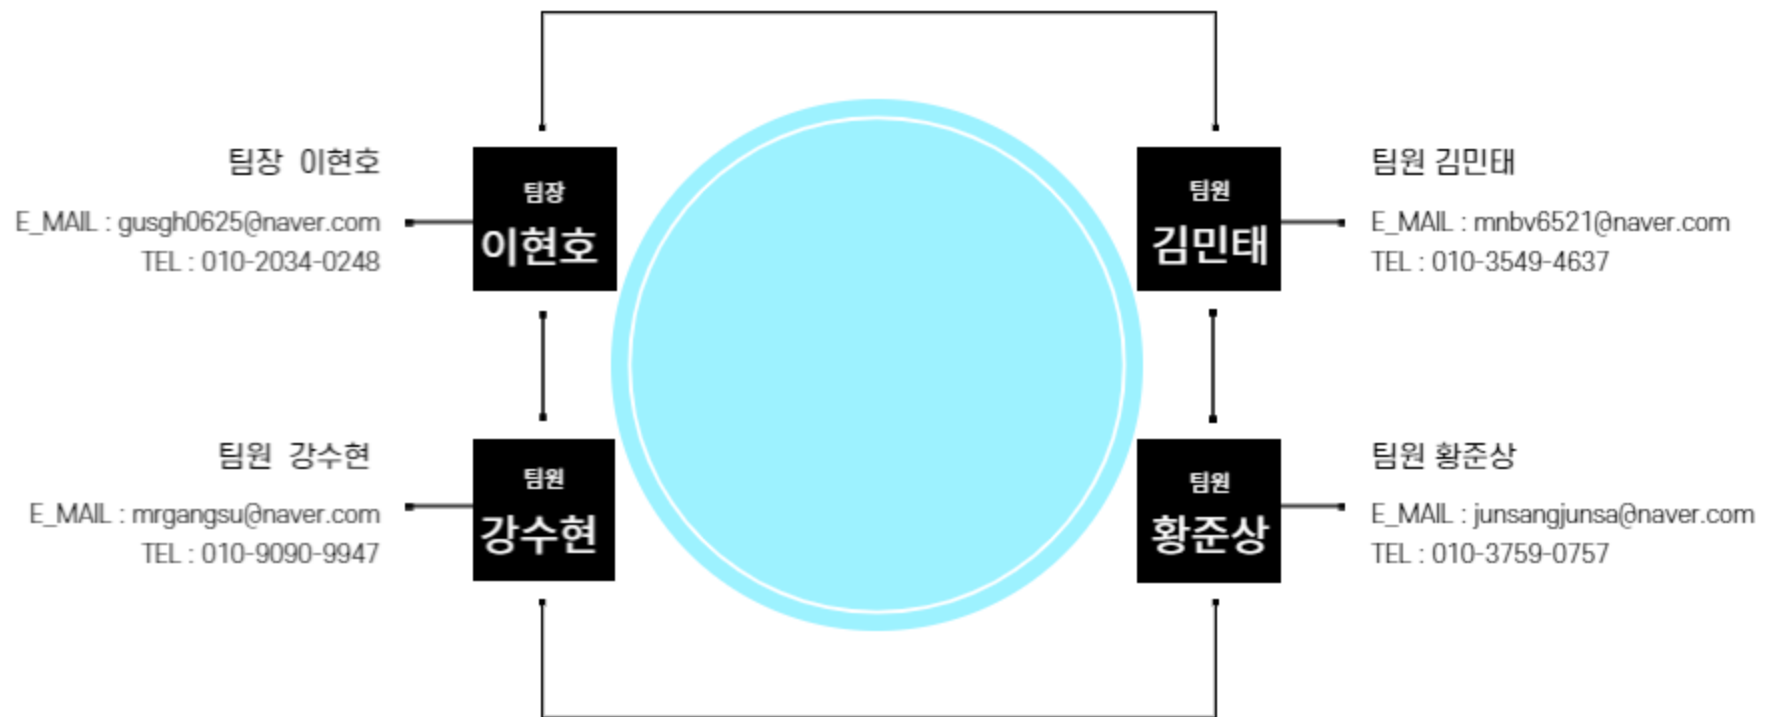 팀장 이현호
E_MAIL : gusgh0625@naver.com
TEL : 010-2034-0248
팀장
이현호
팀원
김민태
팀원 김민태
E_MAIL : mnbv6521@naver.com
TEL : 010-3549-4637
팀원 강수현
E_MAIL : mrgangsu@naver.com
TEL : 010-9090-9947
팀원
강수현
팀원
황준상
팀원 황준상
E_MAIL : junsangjunsa@naver.com
TEL : 010-3759-0757